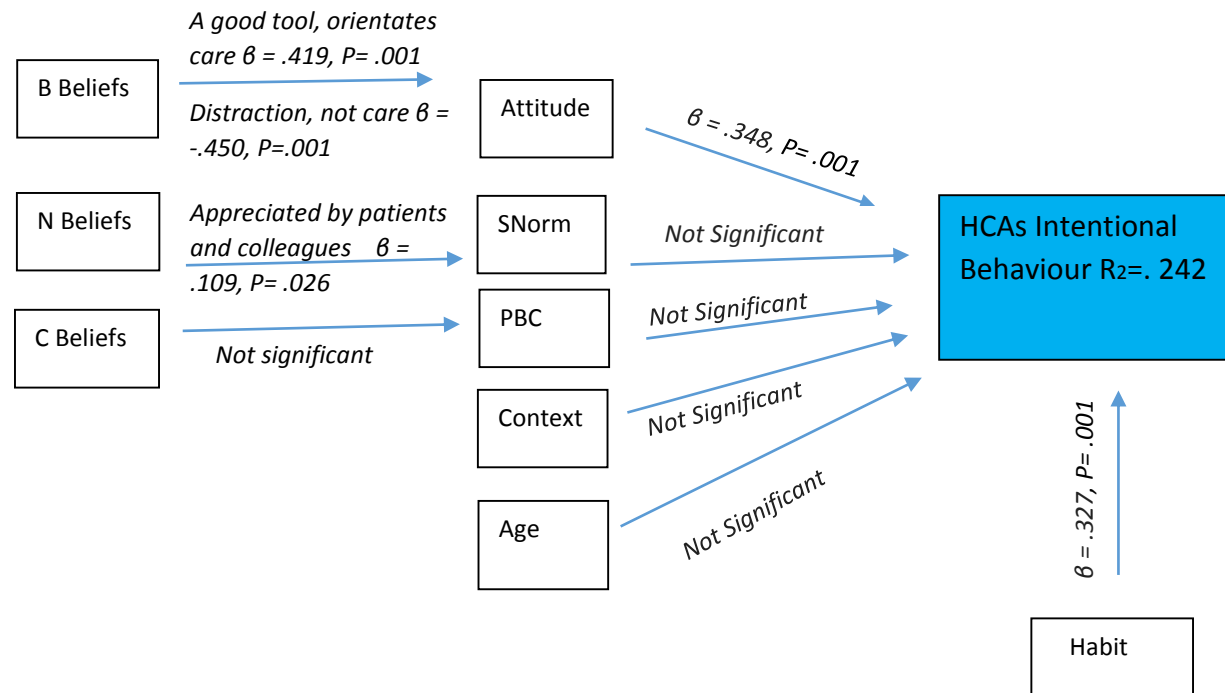 A good tool, orientates
care β = .419, P= .001
B Beliefs
Distraction, not care β =
-.450, P=.001
Attitude
β = .348, P= .001
N Beliefs
Appreciated by patients
and colleagues β =
.109, P= .026
SNorm
Not Significant
HCAs Intentional
Behaviour R2=. 242
C Beliefs
Not significant
PBC
Not Significant
Context
Not Significant
Age
Not Significant
β = .327, P= .001
Habit